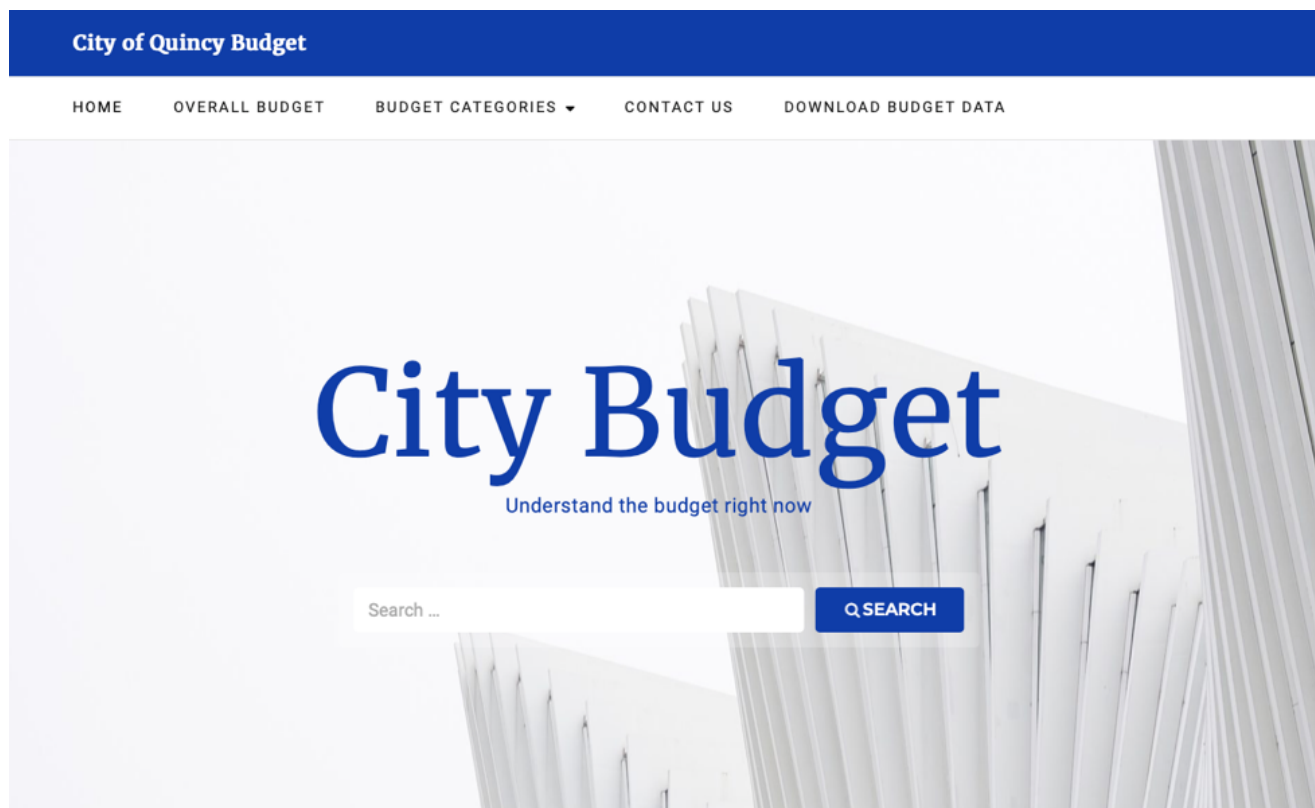 City of Quincy Budget
HOME OVERALL BUDGET BUDGET CATEGORIES CONTACT US DOWNLOAD BUDGET DATA
City Budget
Understand the budget right now
Search ... SEARCH